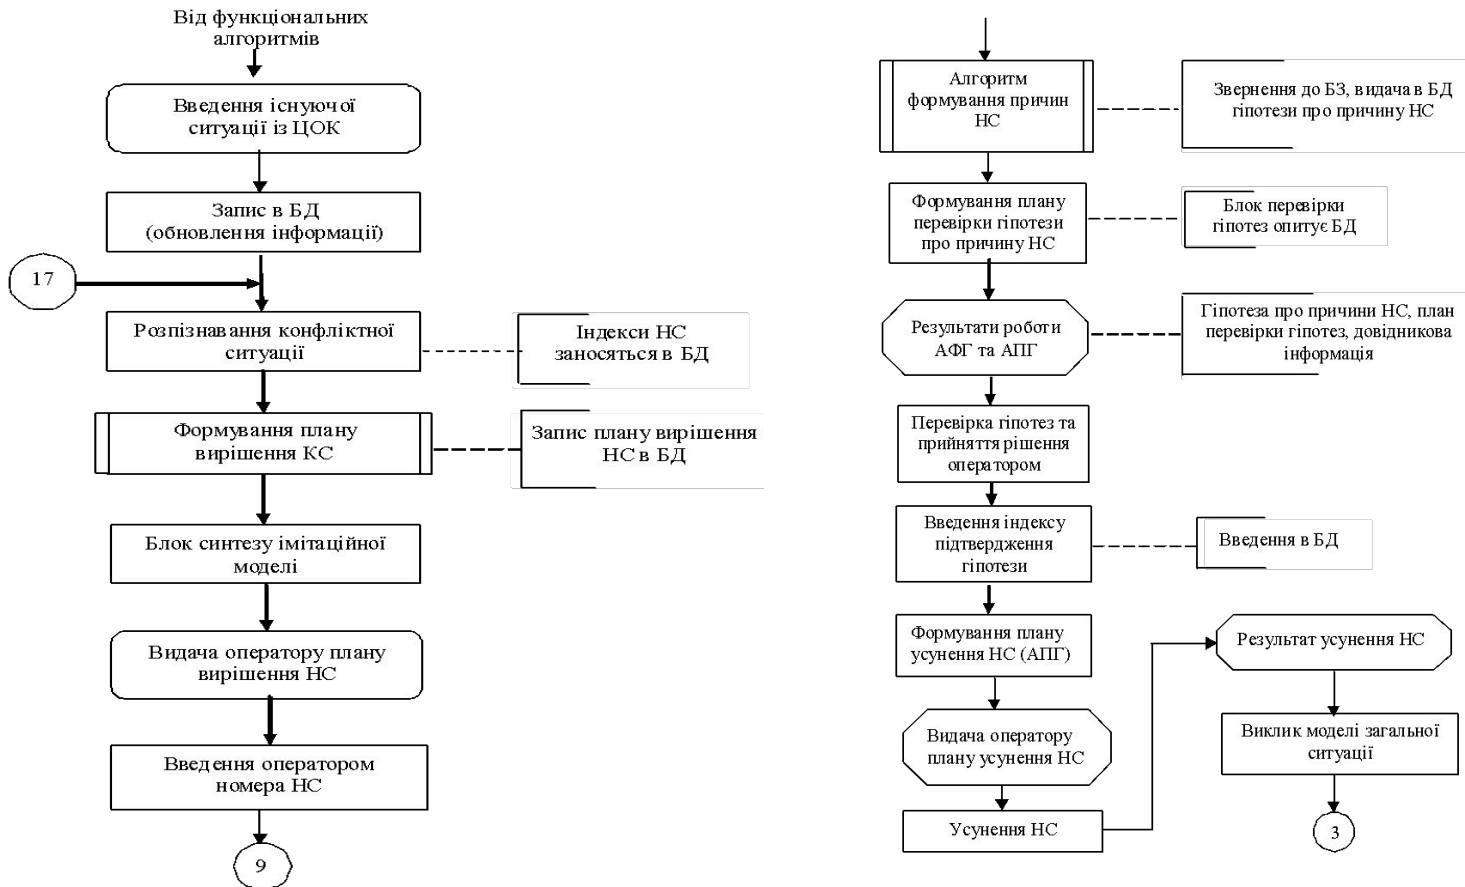 Від функціональних
алгоритмів
Введення існуючої
ситуації із ЦОК
Запис в БД
(обновлення інформації)
17
Розпізнавання конфліктної
ситуації
Індекси НС
заносяться в БД
Формування плану
вирішення КС
Запис плану вирішення
НС в БД
Блок синтезу імітаційної
моделі
Видача оператору плану
вирішення НС
Введення оператором
номера НС
9
Алгоритм
формування причин
НС
Звернення до БЗ, видача в БД
гіпотези про причину НС
Формування плану
перевірки гіпотези
про причину НС
Блок перевірки
гіпотез опитує БД
Результати роботи
АФГ та АПГ
Гіпотеза про причини НС, план
перевірки гіпотез, довідникова
інформація
Перевірка гіпотез та
прийняття рішення
оператором
Введення індексу
підтвердження
гіпотези
Введення в БД
Формування плану
усунення НС (АПГ)
Видача оператору
плану усунення НС
Усунення НС
Результат усунення НС
Виклик моделі загальної
ситуації
3